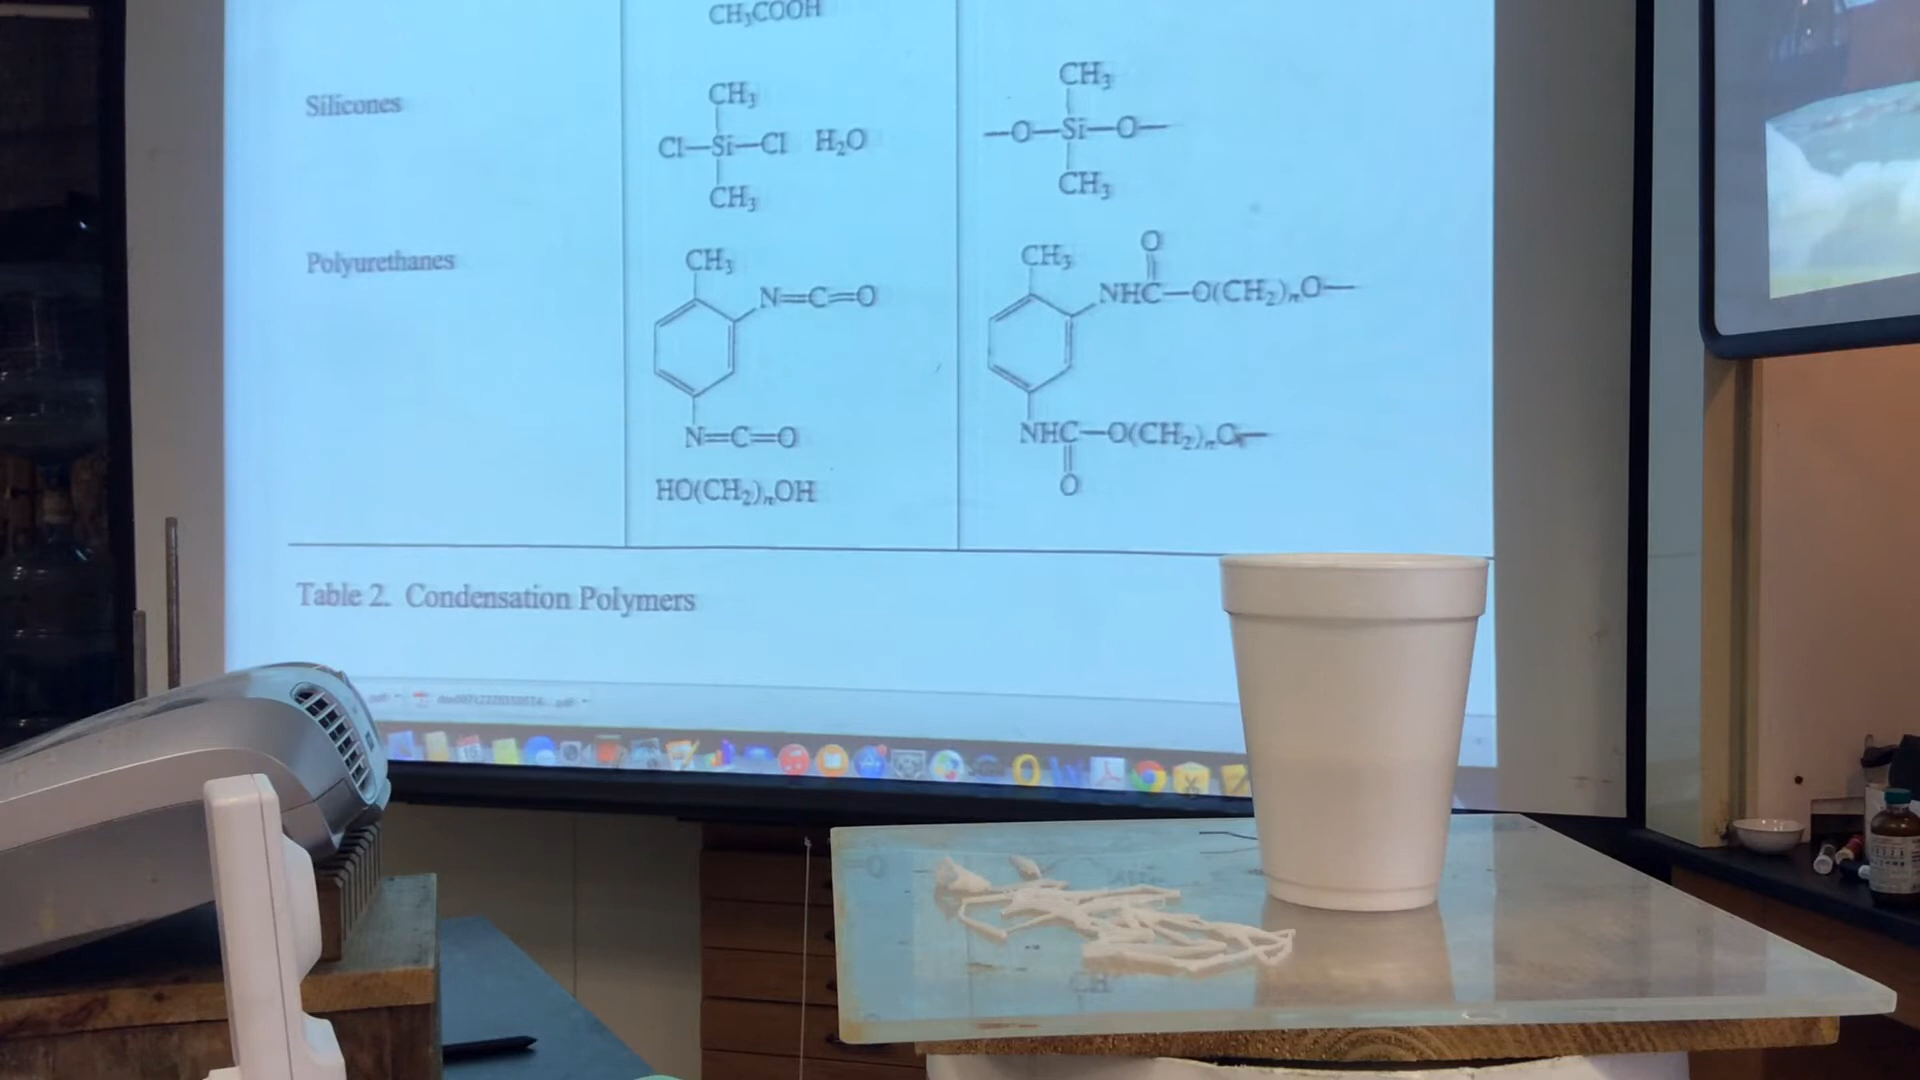 CH₃COOH
Silicones
CH₃
Cl—Si—Cl H₂O
CH₃
CH₃
—O—Si—O—
CH₃
Polyurethanes
CH₃
N=C=O
N=C=O
HO(CH₂)ₙOH
CH₃
O
NHC—O(CH₂)ₙO—
NHC—O(CH₂)ₙO—
O
Table 2. Condensation Polymers